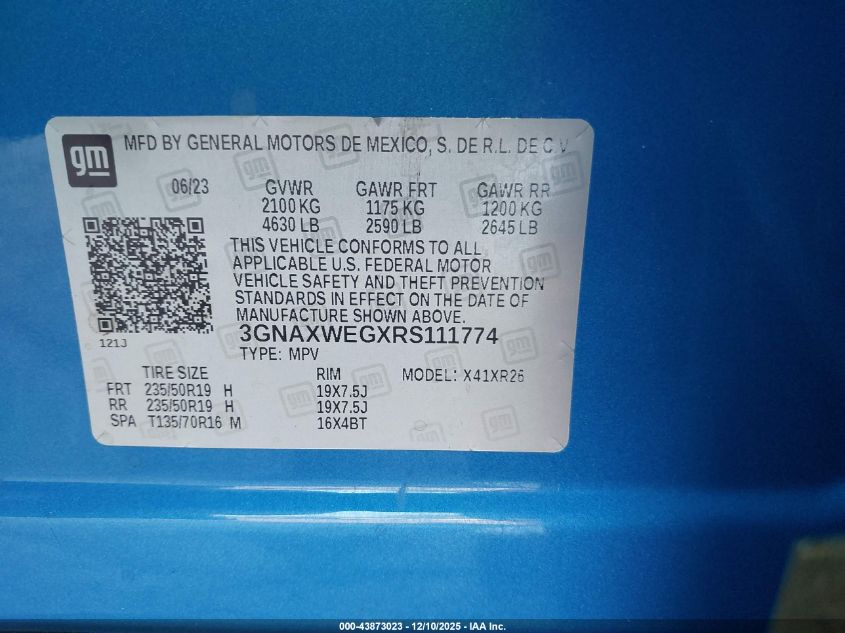 gm
MFD BY GENERAL MOTORS DE MEXICO, S. DE R.L. DE C.V
06/23 GVWR GAWR FRT GAWR RR
2100 KG 1175 KG 1200 KG
4630 LB 2590 LB 2645 LB
THIS VEHICLE CONFORMS TO ALL
APPLICABLE U.S. FEDERAL MOTOR
VEHICLE SAFETY AND THEFT PREVENTION
STANDARDS IN EFFECT ON THE DATE OF
MANUFACTURE SHOWN ABOVE.
3GNAXWEGXRS111774
121J
TYPE: MPV
TIRE SIZE RIM MODEL: X41XR26
FRT 235/50R19 H 19X7.5J
RR 235/50R19 H 19X7.5J
SPA T135/70R16 M 16X4BT
000-43873023 - 12/10/2025 - IAA Inc.